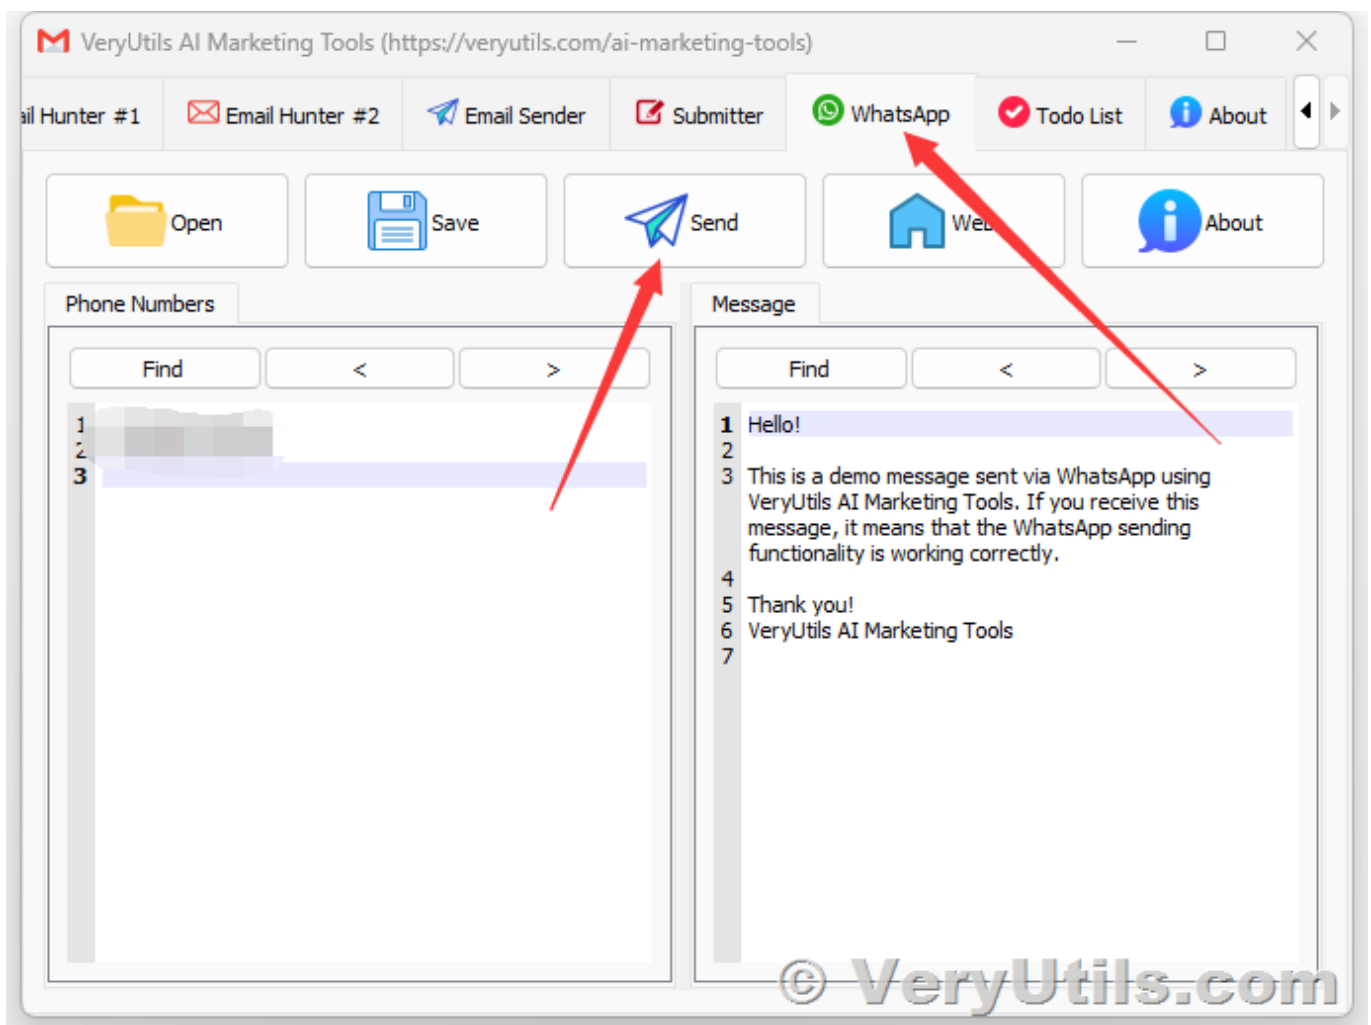 VeryUtils AI Marketing Tools (https://veryutils.com/ai-marketing-tools)
ail Hunter #1
Email Hunter #2
Email Sender
Submitter
WhatsApp
Todo List
About
Open
Save
Send
We
About
Phone Numbers
Message
Find
<
>
Find
<
>
1
2
3
1 Hello!
2
3 This is a demo message sent via WhatsApp using
VeryUtils AI Marketing Tools. If you receive this
message, it means that the WhatsApp sending
functionality is working correctly.
4
5 Thank you!
6 VeryUtils AI Marketing Tools
7
© VeryUtils.com